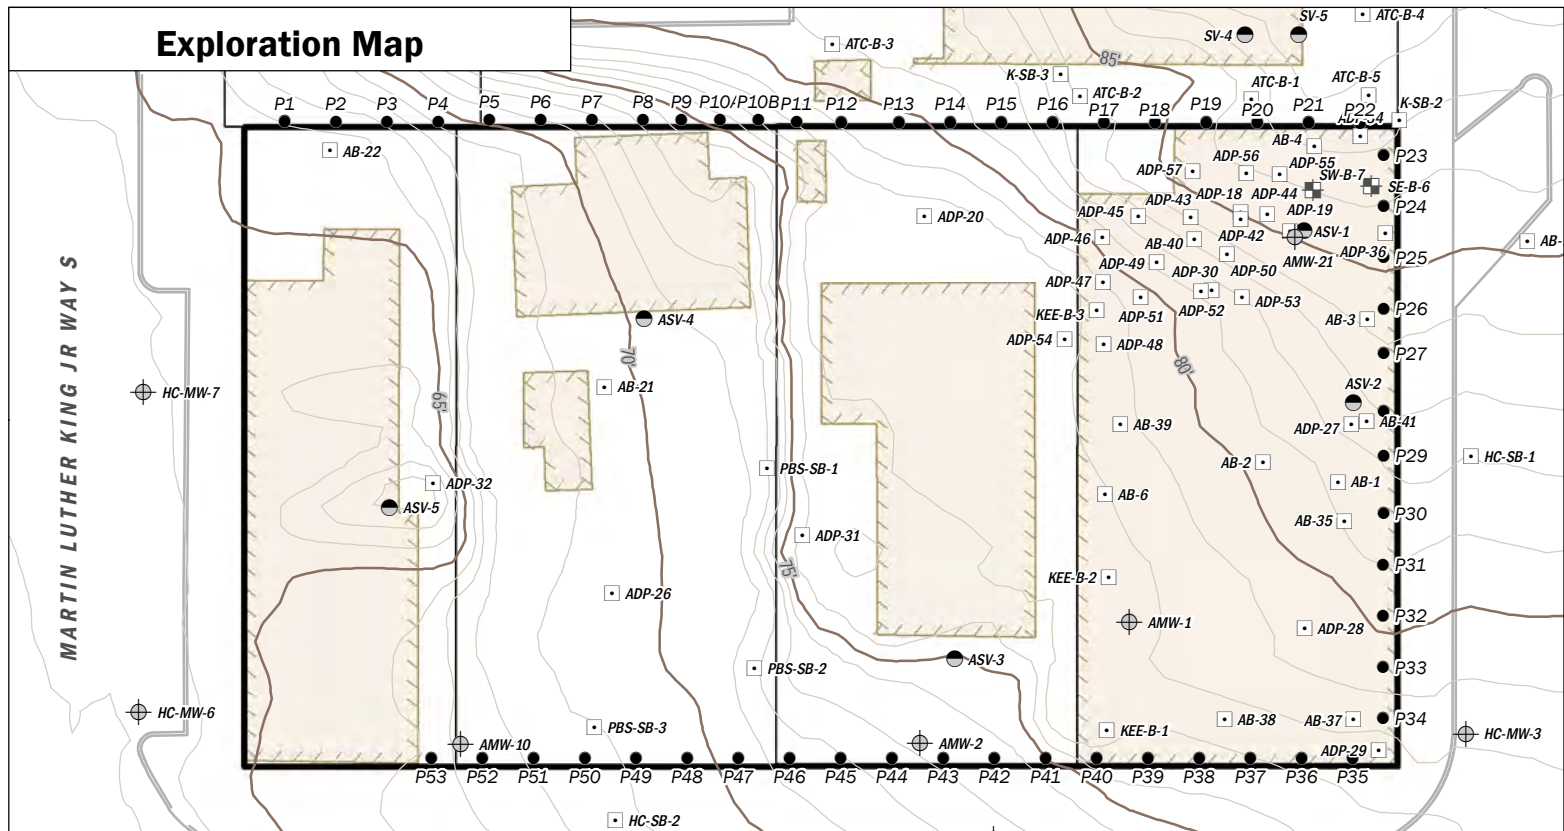 Exploration Map
SV-5
SV-4
ATC-B-4
ATC-B-3
85'
K-SB-3
ATC-B-2
ATC-B-1
ATC-B-5
K-SB-2
P1
P2
P3
P4
P5
P6
P7
P8
P9
P10A
P10B
P11
P12
P13
P14
P15
P16
P17
P18
P19
P20
P21
P22
AB-22
AB-4
P23
ADP-57
ADP-56
ADP-55
SW-B-7
SE-B-6
ADP-20
ADP-45
ADP-43
ADP-18
ADP-44
ADP-19
P24
ADP-46
AB-40
ADP-42
ASV-1
ADP-36
AB-
ADP-49
AMW-21
P25
ADP-47
ADP-30
ADP-50
KEE-B-3
ADP-51
ADP-52
ADP-53
AB-3
P26
ASV-4
ADP-54
ADP-48
P27
70'
80'
AB-21
ASV-2
HC-MW-7
65'
AB-39
ADP-27
AB-41
PBS-SB-1
AB-2
P29
HC-SB-1
ADP-32
AB-6
AB-1
ASV-5
AB-35
P30
ADP-31
75'
KEE-B-2
P31
ADP-26
AMW-1
ADP-28
P32
MARTIN LUTHER KING JR WAY S
PBS-SB-2
ASV-3
P33
HC-MW-6
PBS-SB-3
KEE-B-1
AB-38
AB-37
P34
AMW-10
AMW-2
ADP-29
HC-MW-3
P53
P52
P51
P50
P49
P48
P47
P46
P45
P44
P43
P42
P41
P40
P39
P38
P37
P36
P35
HC-SB-2